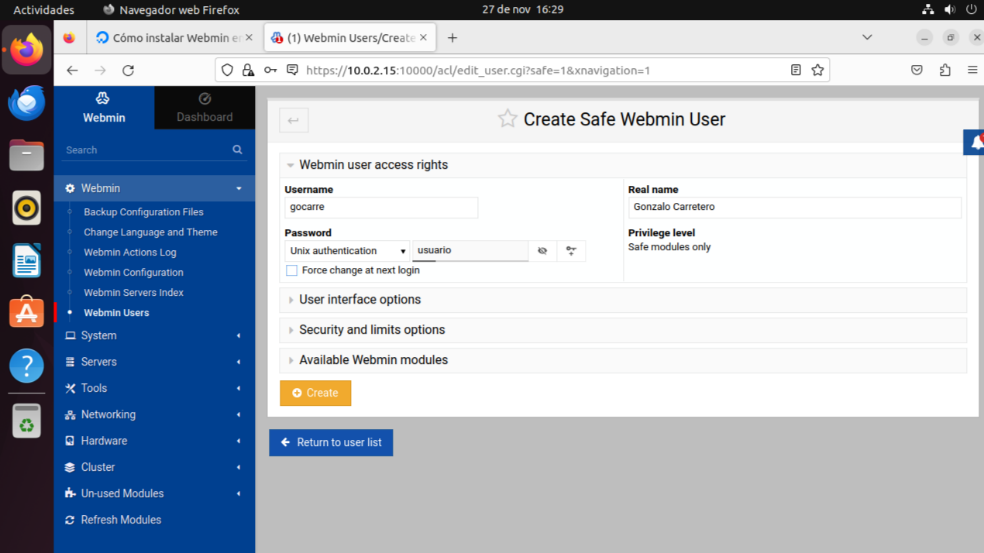 Actividades Navegador web Firefox 27 de nov 16:29
Cómo instalar Webmin en × (1) Webmin Users/Create × +
https://10.0.2.15:10000/acl/edit_user.cgi?safe=1&xnavigation=1
Webmin Dashboard
Search
Webmin
Backup Configuration Files
Change Language and Theme
Webmin Actions Log
Webmin Configuration
Webmin Servers Index
Webmin Users
System
Servers
Tools
Networking
Hardware
Cluster
Un-used Modules
Refresh Modules
Create Safe Webmin User
Webmin user access rights
Username Real name
gocarre Gonzalo Carretero
Password Privilege level
Unix authentication usuario Safe modules only
Force change at next login
User interface options
Security and limits options
Available Webmin modules
Create
Return to user list